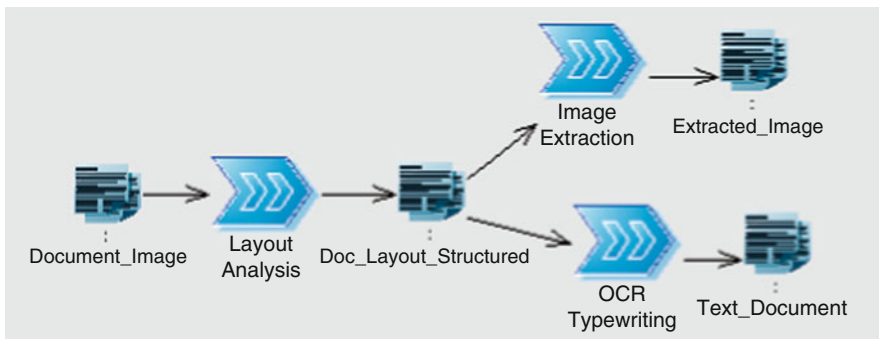 Document_Image
:
Layout
Analysis
Doc_Layout_Structured
:
Image
Extraction
Extracted_Image
:
OCR
Typewriting
Text_Document
: